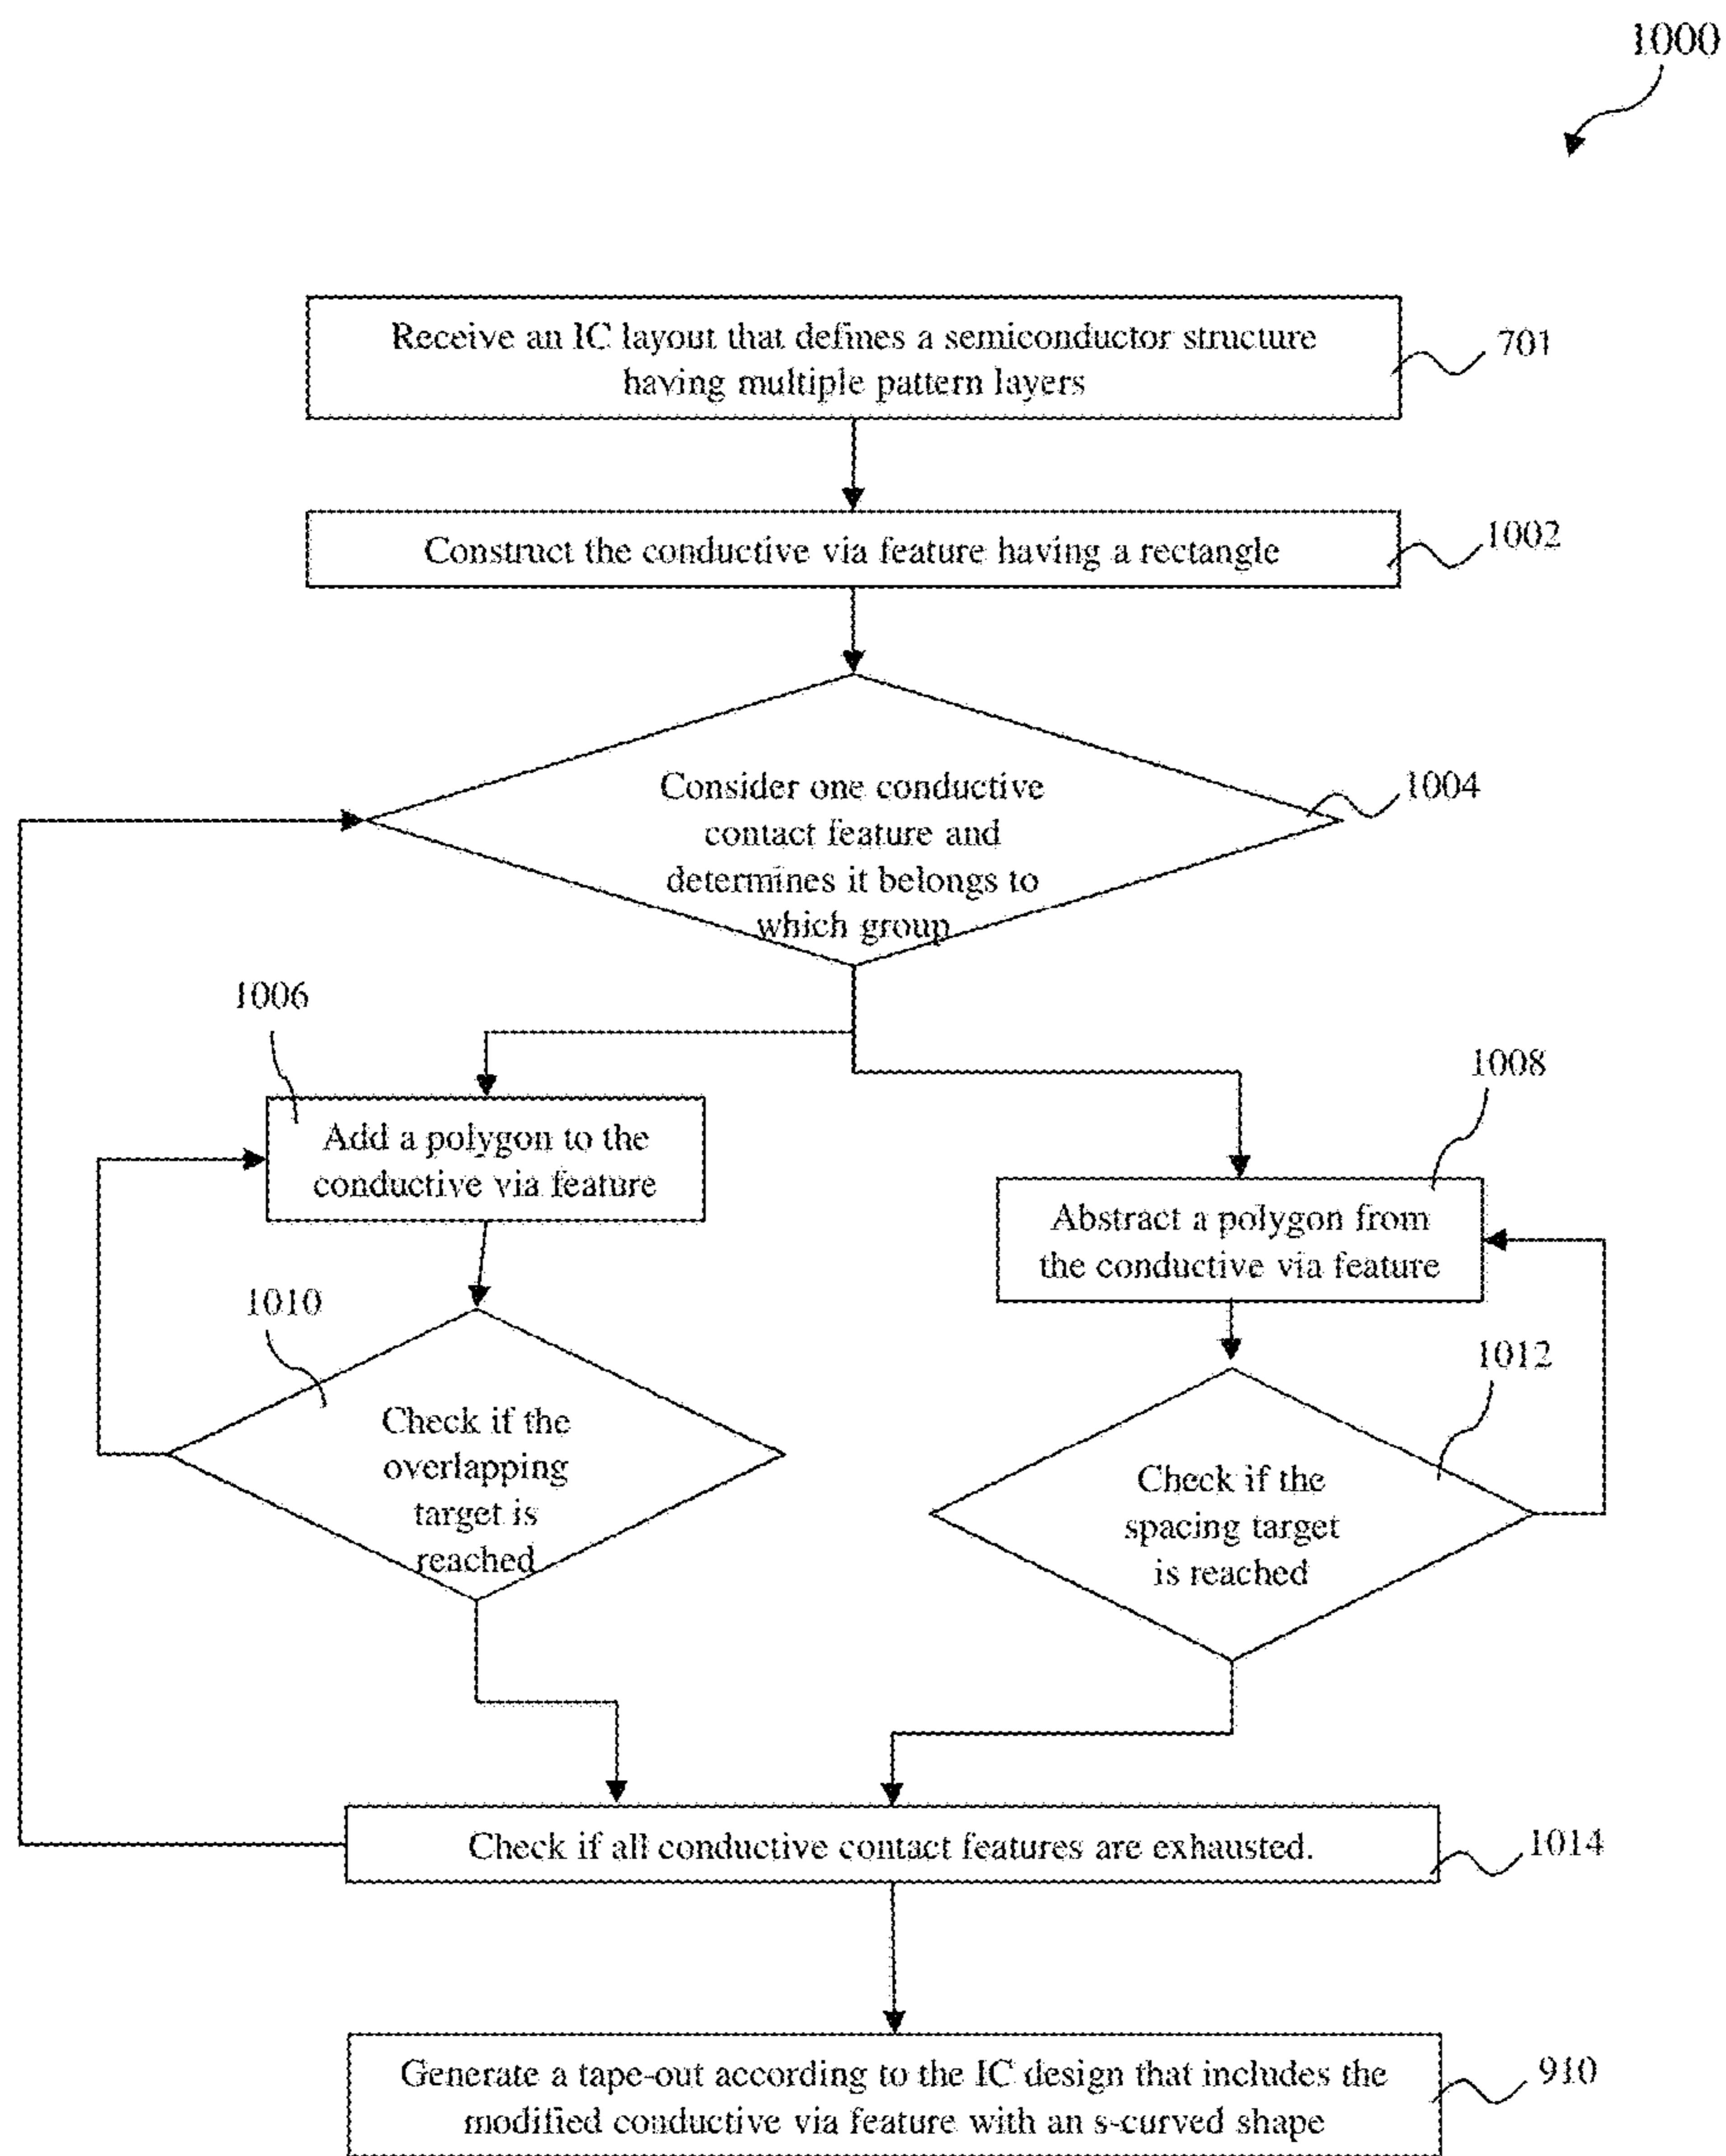 1000
Receive an IC layout that defines a semiconductor structure
having multiple pattern layers
701
Construct the conductive via feature having a rectangle
1002
Consider one conductive
contact feature and
determines it belongs to
which group
1004
1006
Add a polygon to the
conductive via feature
1008
Abstract a polygon from
the conductive via feature
1010
Check if the
overlapping
target is
reached
1012
Check if the
spacing target
is reached
Check if all conductive contact features are exhausted.
1014
Generate a tape-out according to the IC design that includes the
modified conductive via feature with an s-curved shape
910